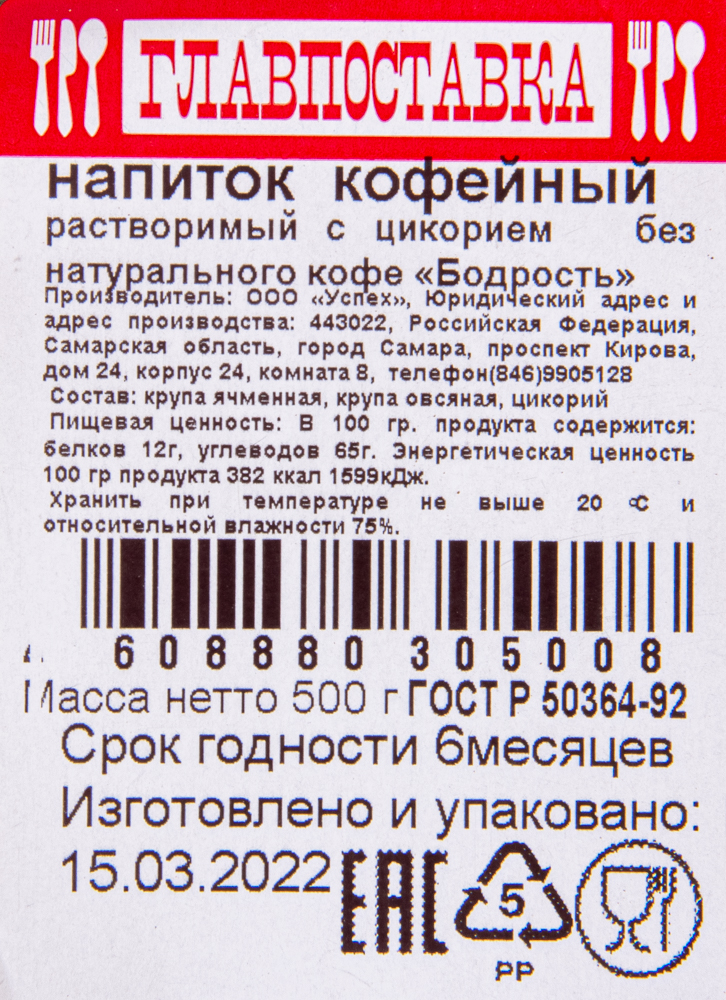 ГЛАВПОСТАВКА
напиток кофейный
растворимый с цикорием без
натурального кофе «Бодрость»
Производитель: ООО «Успех», Юридический адрес и
адрес производства: 443022, Российская Федерация,
Самарская область, город Самара, проспект Кирова,
дом 24, корпус 24, комната 8, телефон(846)9905128
Состав: крупа ячменная, крупа овсяная, цикорий
Пищевая ценность: В 100 гр. продукта содержится:
белков 12г, углеводов 65г. Энергетическая ценность
100 гр продукта 382 ккал 1599кДж.
Хранить при температуре не выше 20 °С и
относительной влажности 75%.
608880 305008
Масса нетто 500 г ГОСТ Р 50364-92
Срок годности 6месяцев
Изготовлено и упаковано:
15.03.2022 EAC 5
PP